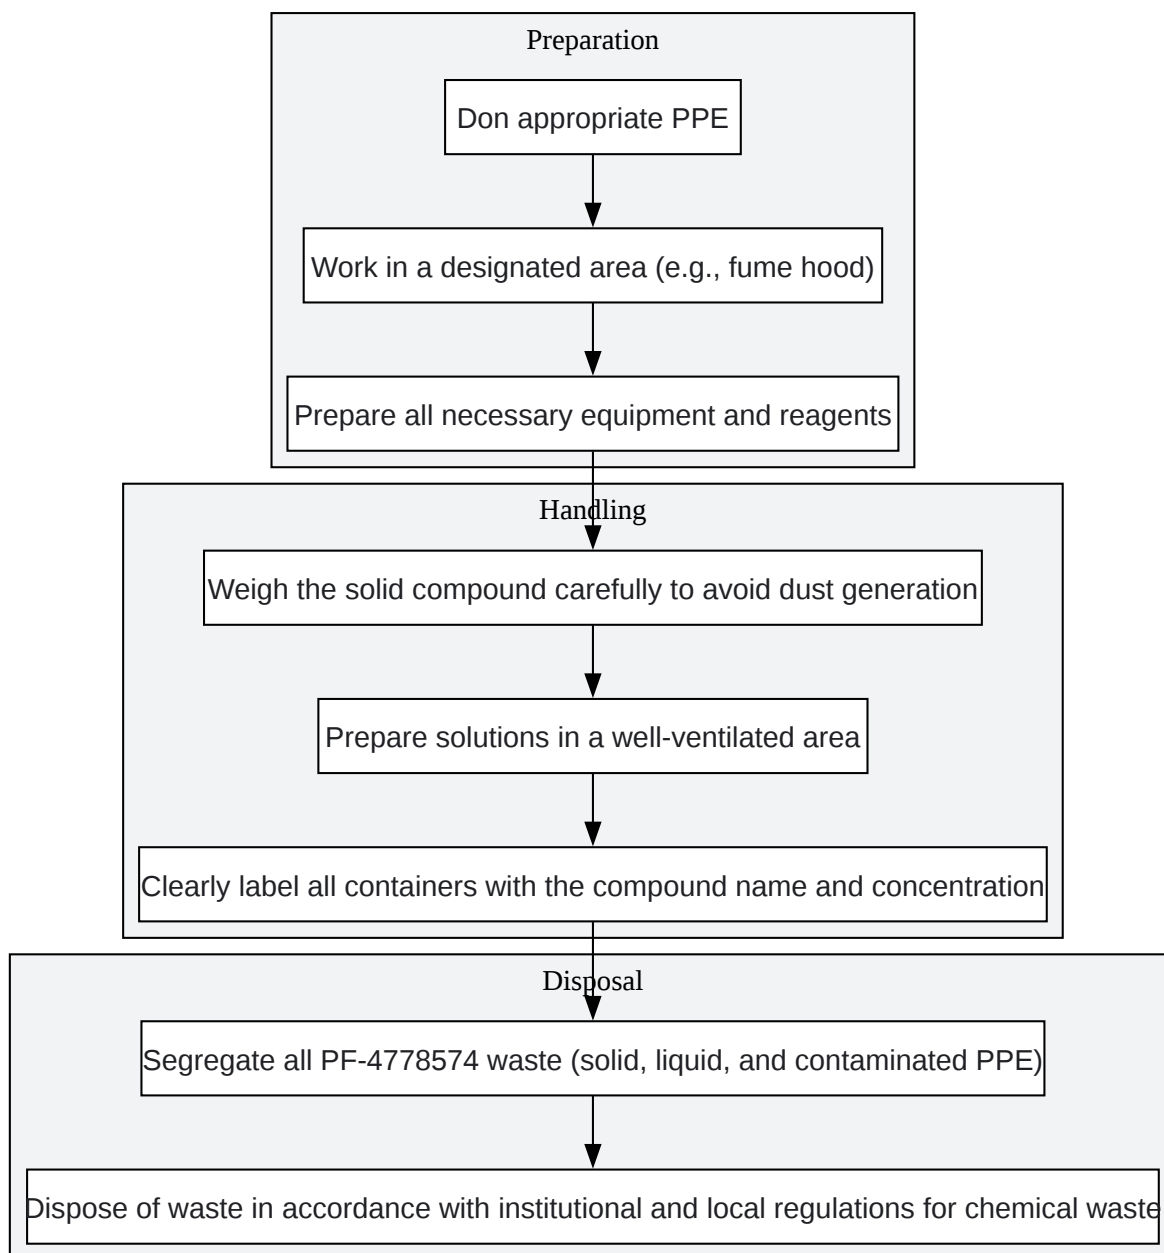 Preparation
Don appropriate PPE
Work in a designated area (e.g., fume hood)
Prepare all necessary equipment and reagents
Handling
Weigh the solid compound carefully to avoid dust generation
Prepare solutions in a well-ventilated area
Clearly label all containers with the compound name and concentration
Disposal
Segregate all PF-4778574 waste (solid, liquid, and contaminated PPE)
Dispose of waste in accordance with institutional and local regulations for chemical waste